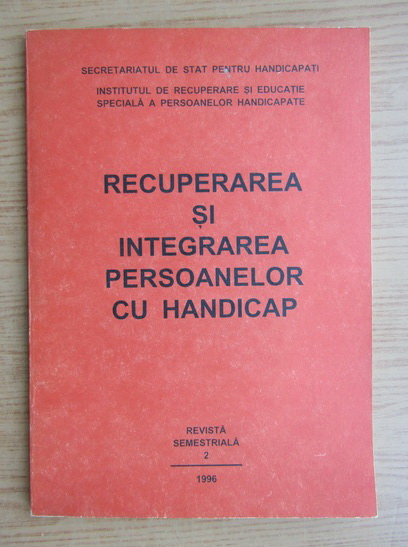 SECRETARIATUL DE STAT PENTRU HANDICAPAȚI
INSTITUTUL DE RECUPERARE ȘI EDUCAȚIE
SPECIALĂ A PERSOANELOR HANDICAPATE
RECUPERAREA
ȘI
INTEGRAREA
PERSOANELOR
CU HANDICAP
REVISTĂ
SEMESTRIALĂ
2
1996